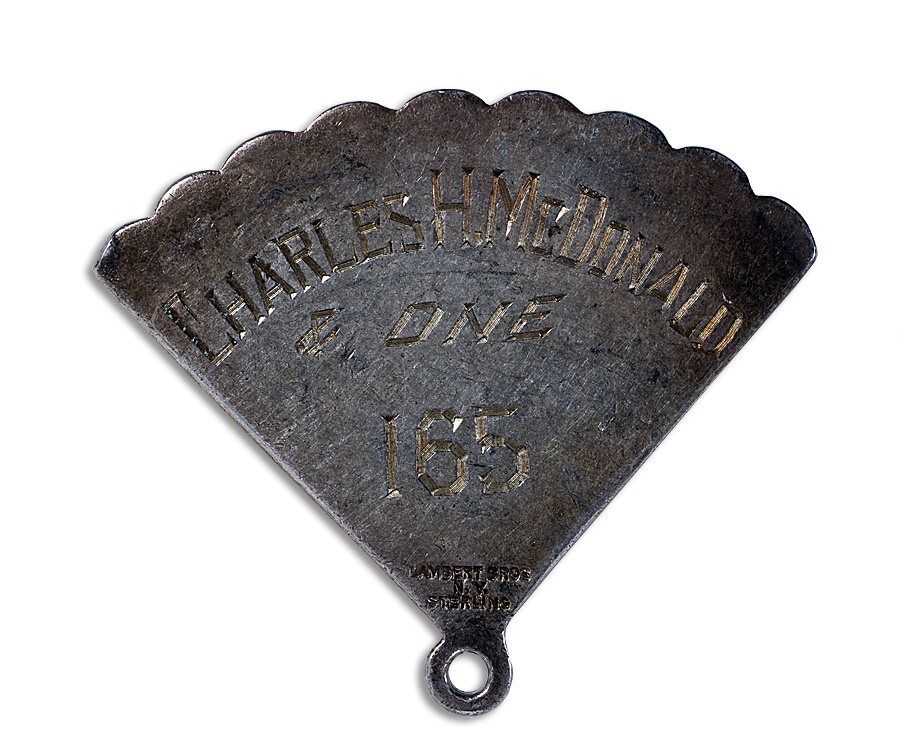 CHARLES H. McDONALD
& ONE
165
LAMBERT BROS
N.Y.
STERLING